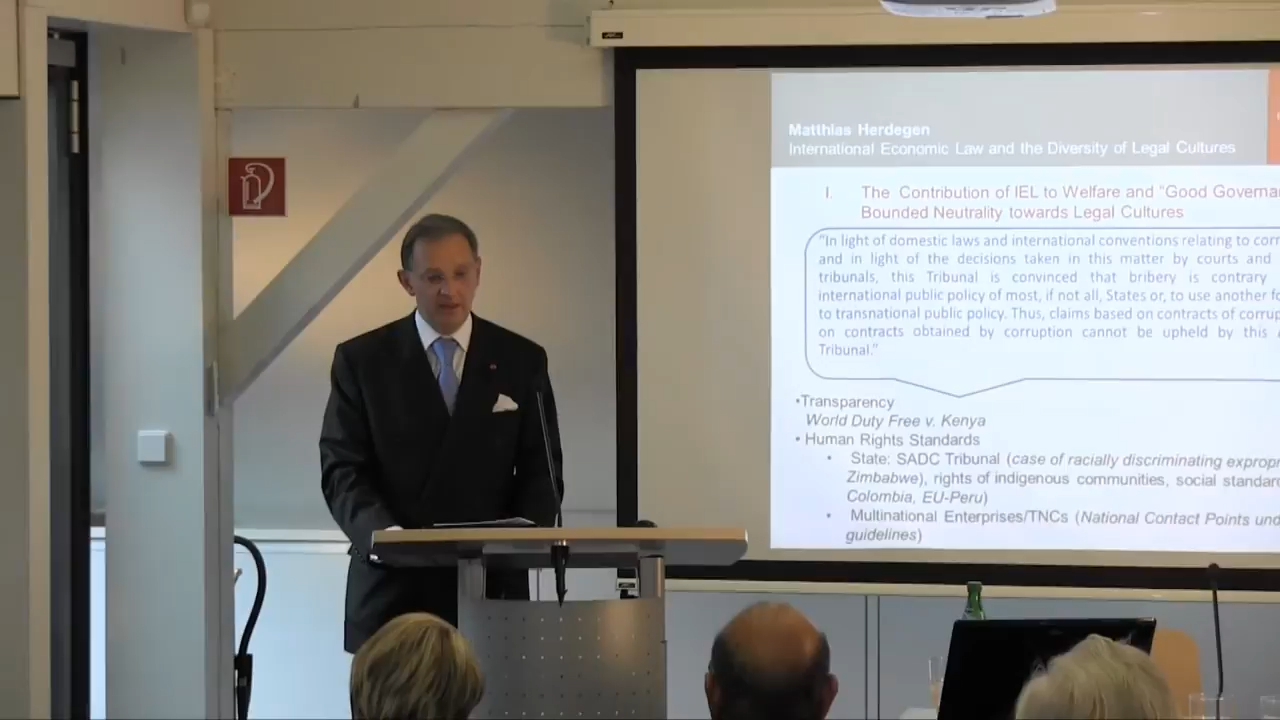 Matthias Herdegen
International Economic Law and the Diversity of Legal Cultures
I. The Contribution of IEL to Welfare and "Good Governa
Bounded Neutrality towards Legal Cultures
"In light of domestic laws and international conventions relating to corr
and in light of the decisions taken in this matter by courts and
tribunals, this Tribunal is convinced that bribery is contrary
international public policy of most, if not all, States or, to use another fo
to transnational public policy. Thus, claims based on contracts of corrup
on contracts obtained by corruption cannot be upheld by this A
Tribunal."
•Transparency
World Duty Free v. Kenya
• Human Rights Standards
• State: SADC Tribunal (case of racially discriminating expropr
Zimbabwe), rights of indigenous communities, social standard
Colombia, EU-Peru)
• Multinational Enterprises/TNCs (National Contact Points und
guidelines)